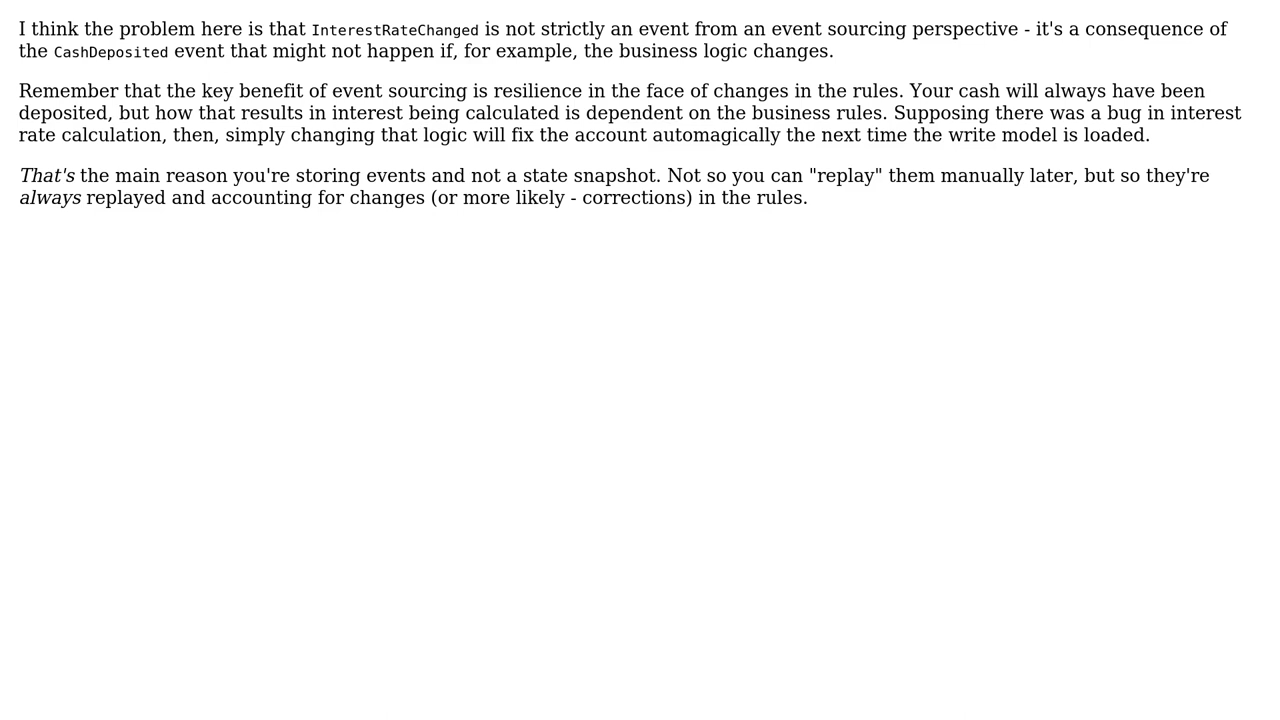 I think the problem here is that InterestRateChanged is not strictly an event from an event sourcing perspective - it's a consequence of
the CashDeposited event that might not happen if, for example, the business logic changes.
Remember that the key benefit of event sourcing is resilience in the face of changes in the rules. Your cash will always have been
deposited, but how that results in interest being calculated is dependent on the business rules. Supposing there was a bug in interest
rate calculation, then, simply changing that logic will fix the account automagically the next time the write model is loaded.
That's the main reason you're storing events and not a state snapshot. Not so you can "replay" them manually later, but so they're
always replayed and accounting for changes (or more likely - corrections) in the rules.